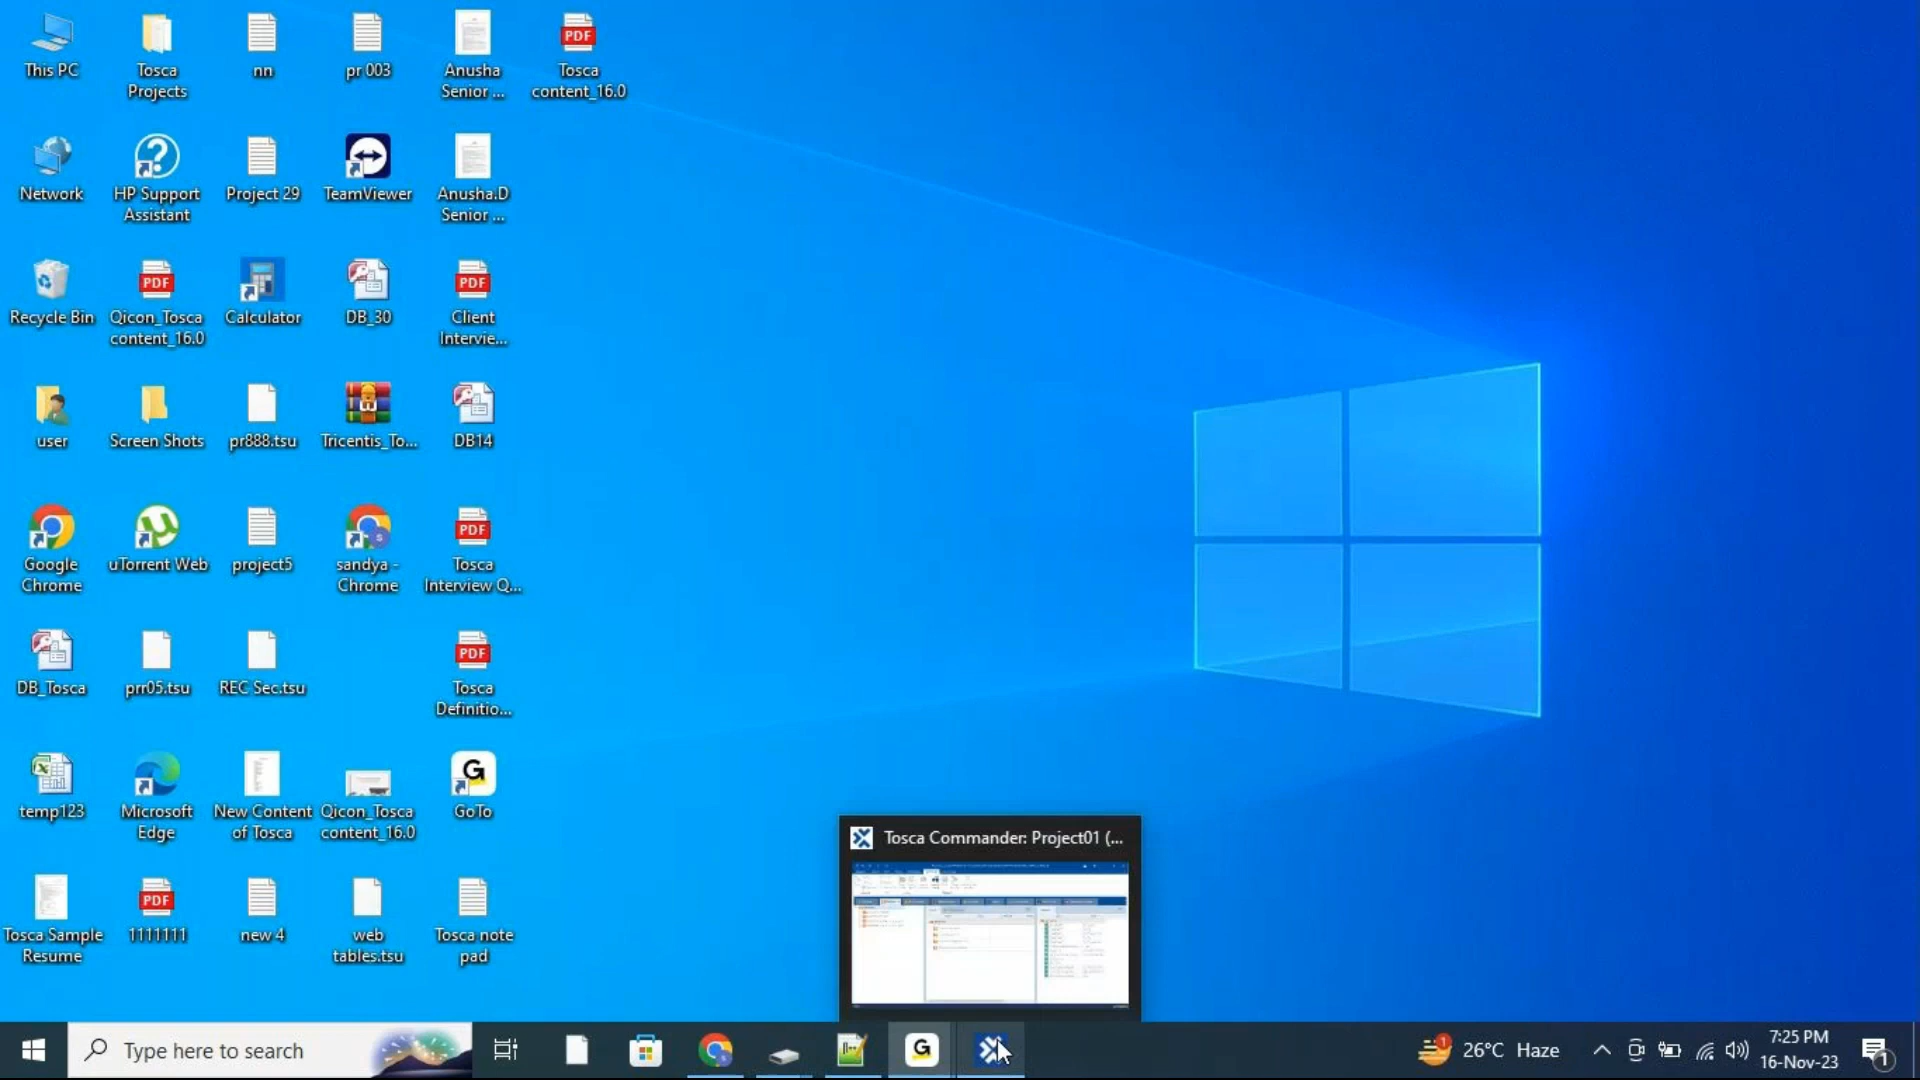 This PC
Tosca
Projects
nn
pr 003
Anusha
Senior ...
PDF
Tosca
content_16.0
Network
HP Support
Assistant
Project 29
TeamViewer
Anusha.D
Senior ...
Recycle Bin
PDF
Qicon_Tosca
content_16.0
Calculator
DB_30
PDF
Client
Intervie...
user
Screen Shots
pr888.tsu
Tricentis_To...
DB14
Google
Chrome
uTorrent Web
project5
sandya -
Chrome
PDF
Tosca
Interview Q...
DB_Tosca
prr05.tsu
REC Sec.tsu
PDF
Tosca
Definitio...
temp123
Microsoft
Edge
New Content
of Tosca
Qicon_Tosca
content_16.0
G
GoTo
Tosca Sample
Resume
PDF
1111111
new 4
web
tables.tsu
Tosca note
pad
Tosca Commander: Project01 (...
Type here to search
G
1
26°C Haze
7:25 PM
16-Nov-23
1